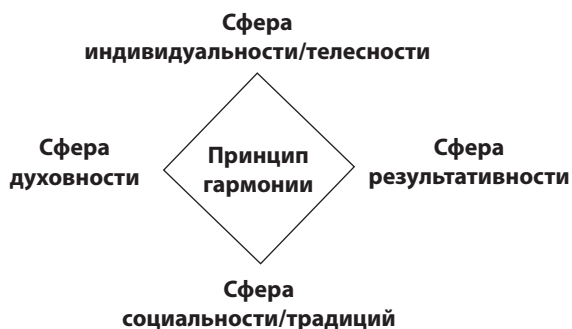 Сфера
индивидуальности/телесности
Сфера
духовности
Принцип
гармонии
Сфера
результативности
Сфера
социальности/традиций